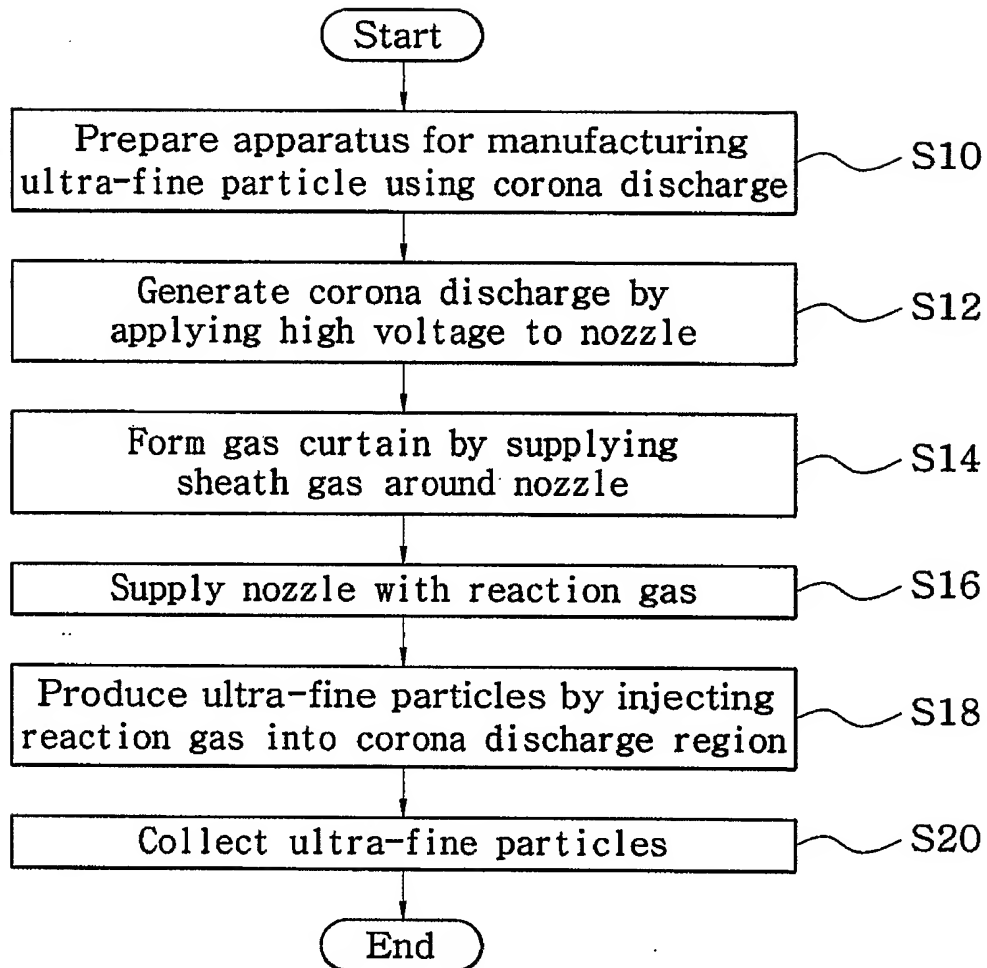 Start
Prepare apparatus for manufacturing
ultra-fine particle using corona discharge
S10
Generate corona discharge by
applying high voltage to nozzle
S12
Form gas curtain by supplying
sheath gas around nozzle
S14
Supply nozzle with reaction gas
S16
Produce ultra-fine particles by injecting
reaction gas into corona discharge region
S18
Collect ultra-fine particles
S20
End